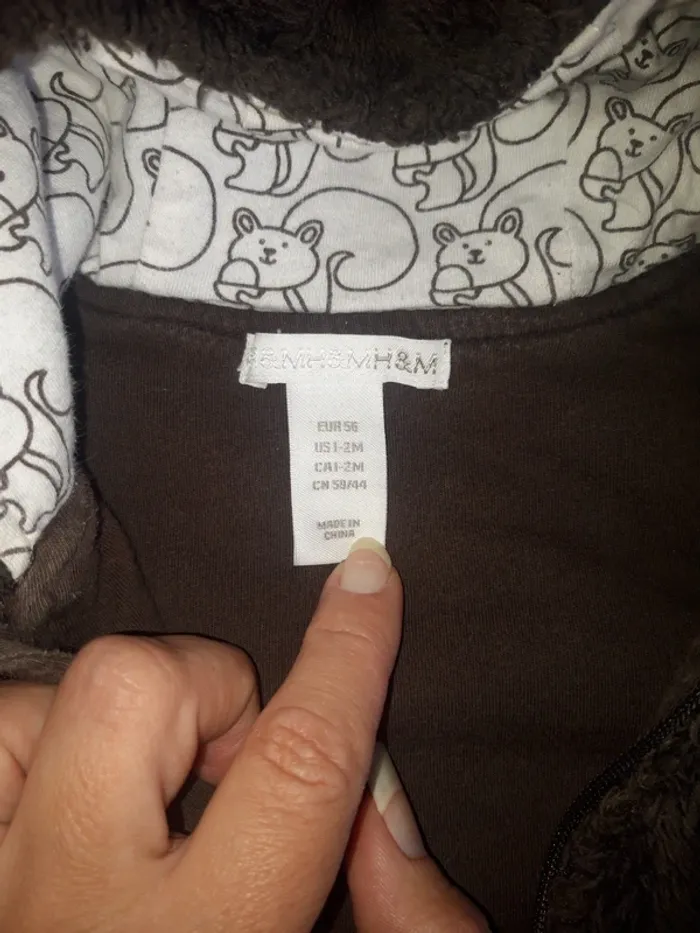 H&MH&MH&M
EUR 56
US 1-2M
CA 1-2M
CN 59/44
MADE IN
CHINA